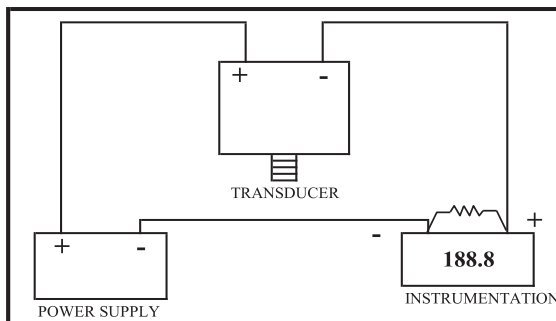 + -
TRANSDUCER
+ -
- +
188.8
POWER SUPPLY
INSTRUMENTATION